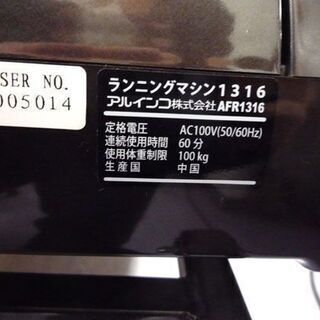 SER NO.
005014
ランニングマシン1316
アルインコ株式会社 AFR1316
定格電圧 AC100V(50/60Hz)
連続使用時間 60分
使用体重制限 100kg
生産国 中国